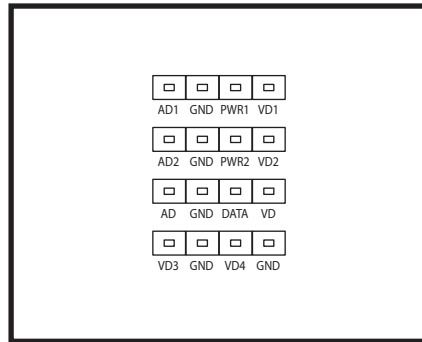 AD1 GND PWR1 VD1
AD2 GND PWR2 VD2
AD GND DATA VD
VD3 GND VD4 GND